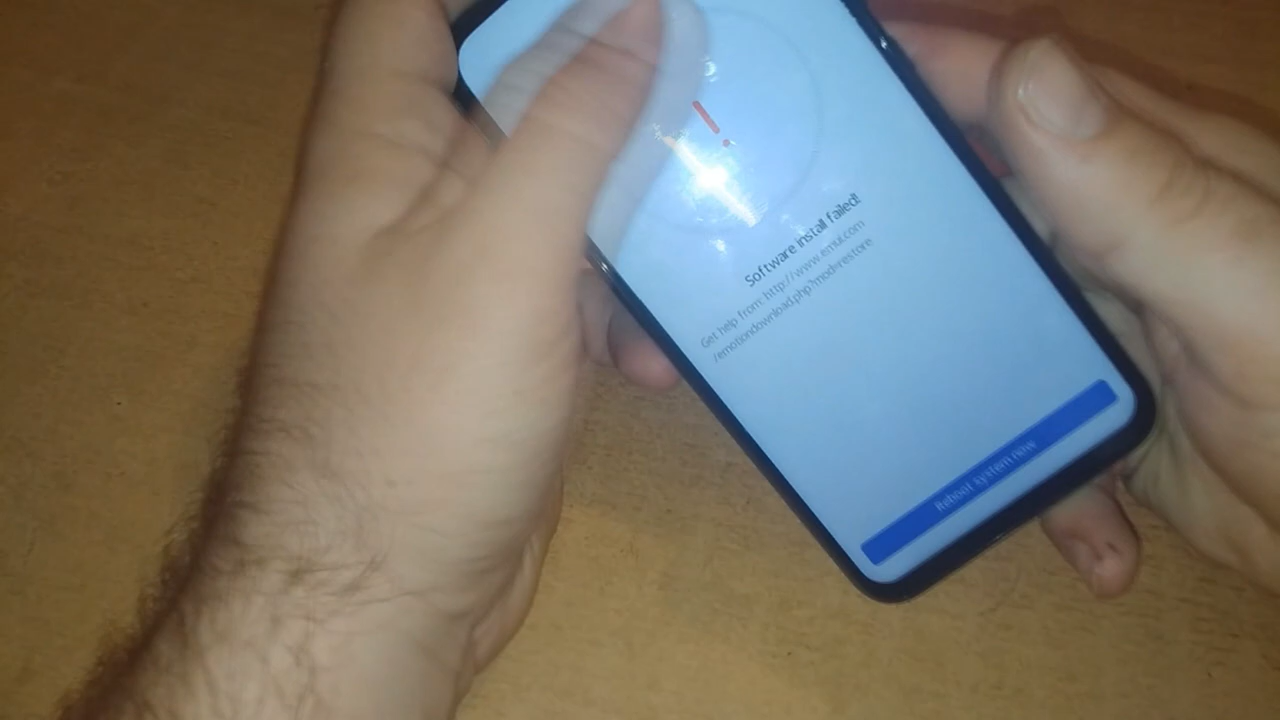 Software install failed!
Get help from: http://www.emui.com
/emotiondownload.php?mod=restore
Reboot system now